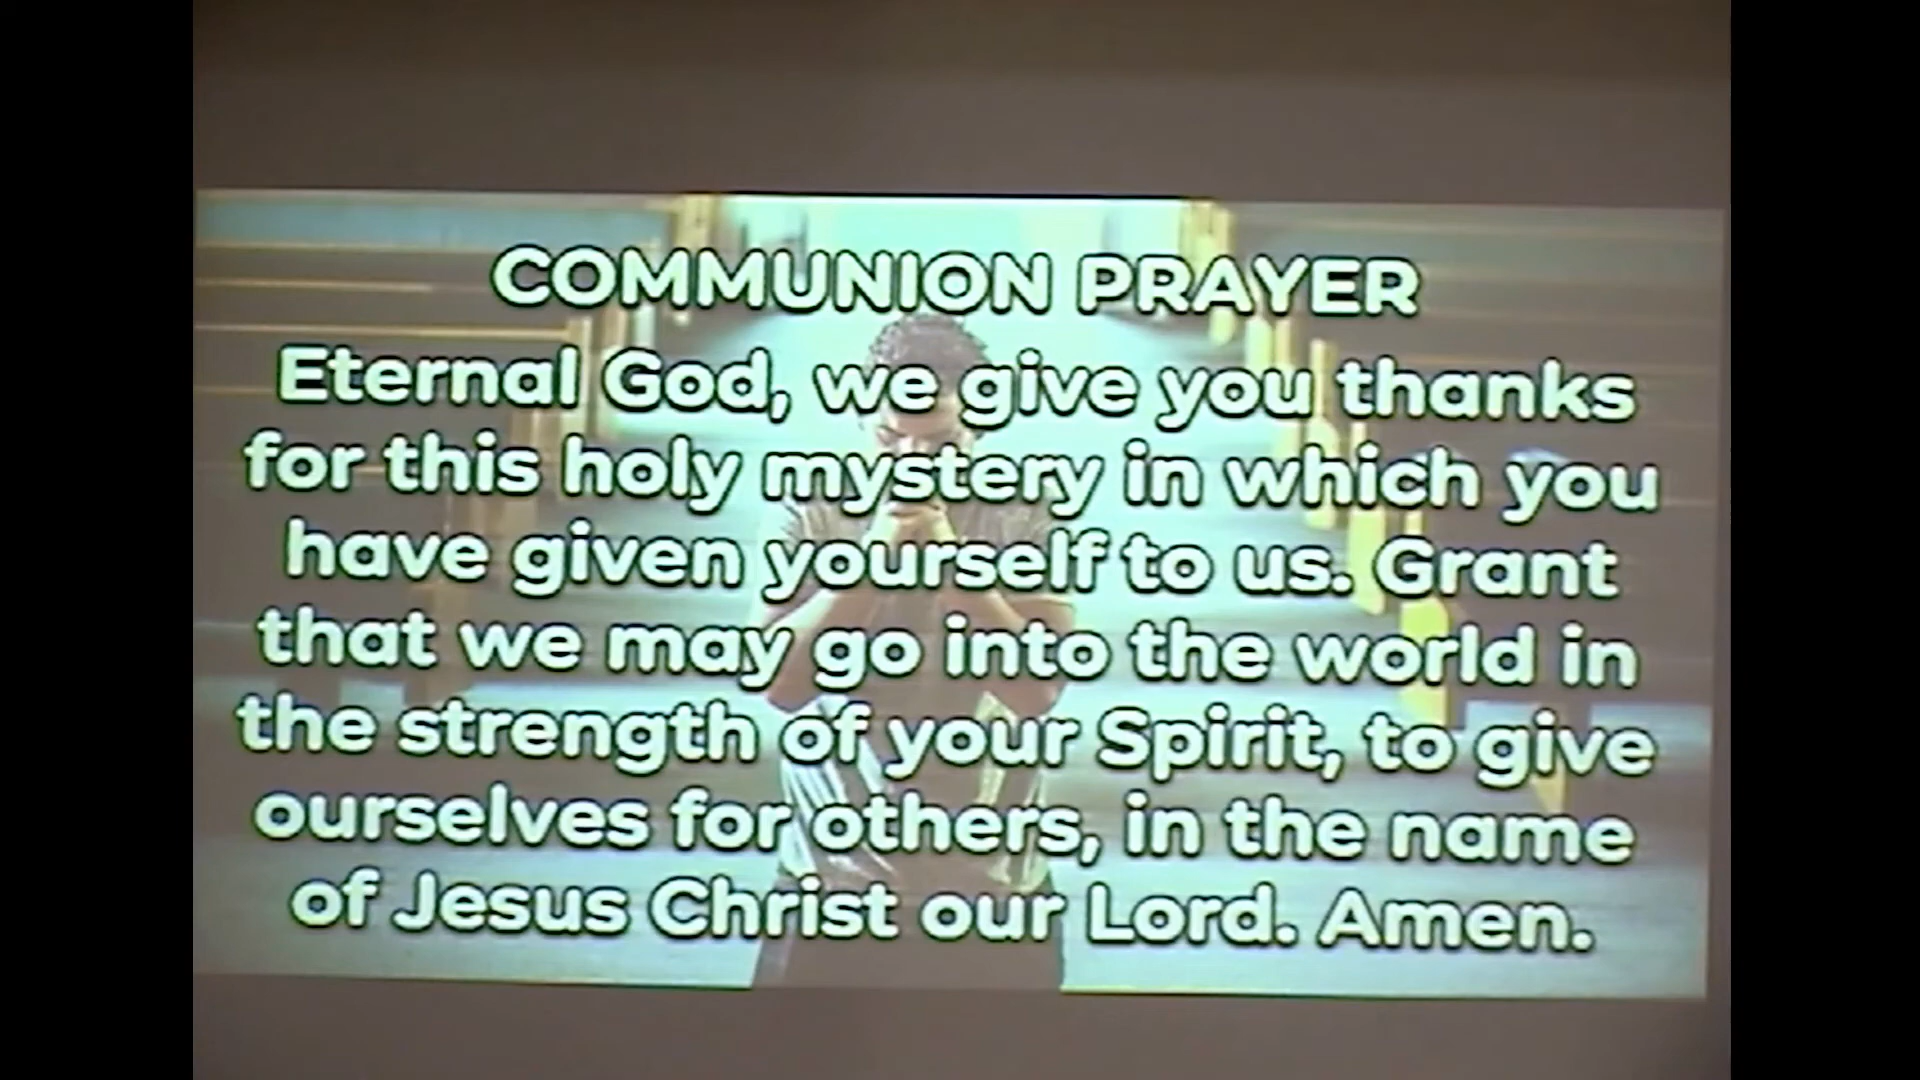 COMMUNION PRAYER
Eternal God, we give you thanks
for this holy mystery in which you
have given yourself to us. Grant
that we may go into the world in
the strength of your Spirit, to give
ourselves for others, in the name
of Jesus Christ our Lord. Amen.